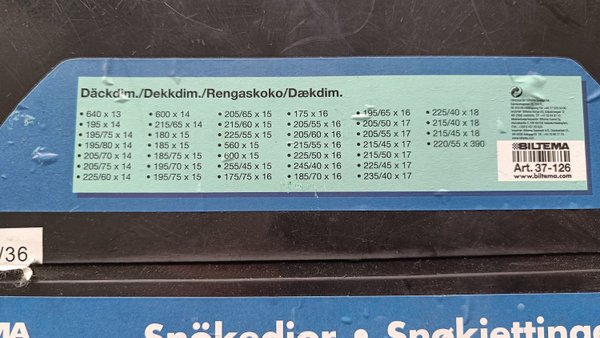 Däckdim./Dekkdim./Rengaskoko/Dækdim.
• 640 x 13
• 195 x 14
• 195/75 x 14
• 195/80 x 14
• 205/70 x 14
• 205/75 x 14
• 225/60 x 14
• 600 x 14
• 215/65 x 14
• 180 x 15
• 185 x 15
• 185/75 x 15
• 195/70 x 15
• 195/75 x 15
• 205/65 x 15
• 215/60 x 15
• 225/55 x 15
• 560 x 15
• 600 x 15
• 255/45 x 15
• 175/75 x 16
• 175 x 16
• 205/55 x 16
• 225/60 x 16
• 215/55 x 16
• 225/50 x 16
• 245/40 x 16
• 185/70 x 16
• 195/65 x 16
• 205/50 x 17
• 215/45 x 17
• 215/50 x 17
• 225/45 x 17
• 235/40 x 17
• 225/40 x 18
• 215/40 x 18
• 215/45 x 18
• 220/55 x 390
BILTEMA
Art. 37-126
www.biltema.com
/36
MA
Snökedjor • Snøkjettinger